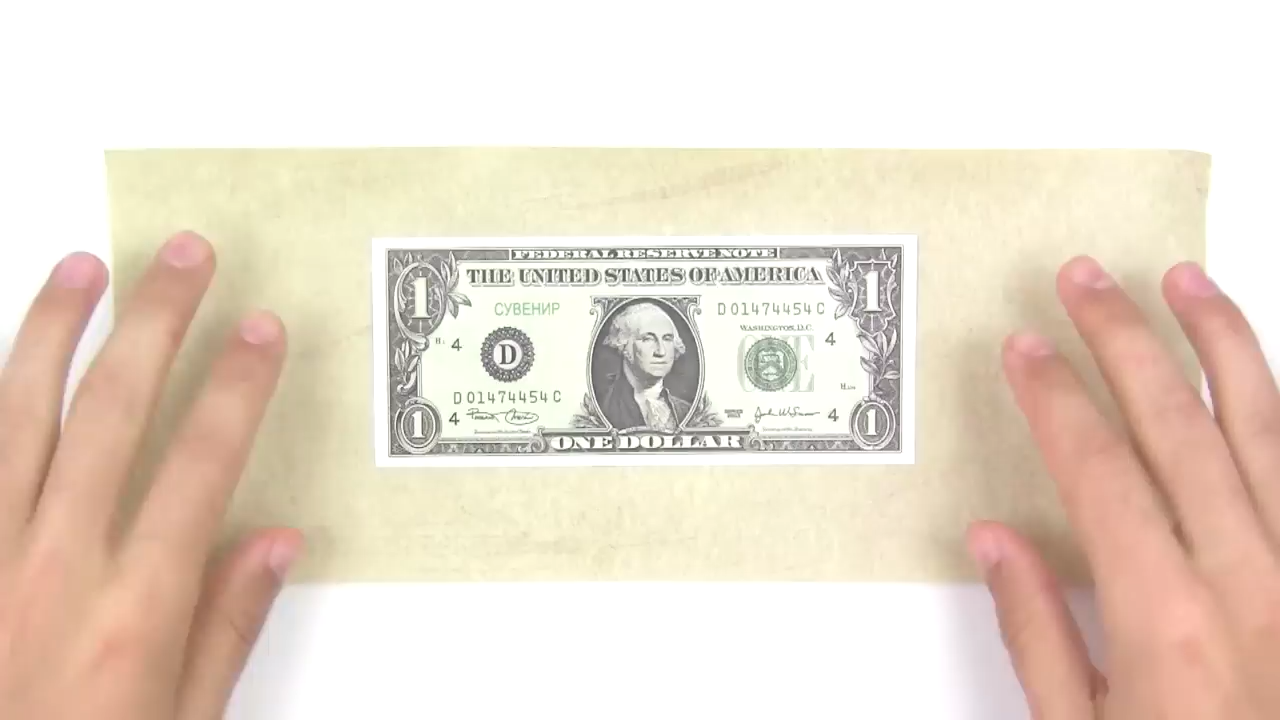 FEDERAL RESERVE NOTE
THE UNITED STATES OF AMERICA
1
1
СУВЕНИР
D 01474454 C
WASHINGTON, D.C.
4
D
4
D 01474454 C
4
4
1
ONE DOLLAR
1